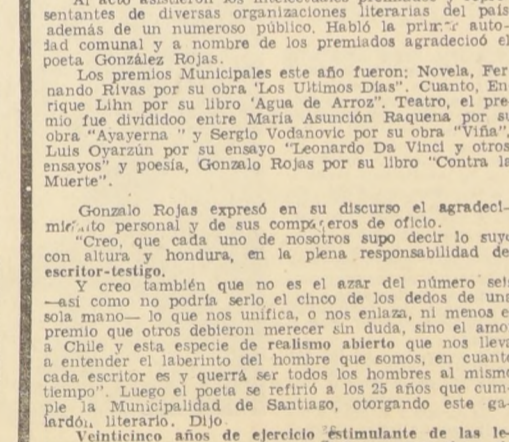 Al acto asistieron los intelectuales
sentantes de diversas organizaciones literarias del país
además de un numeroso público. Habló la auto-
dad comunal y a nombre de los premiados agradeció el
poeta González Rojas.
Los premios Municipales este año fueron: Novela, Fer
nando Rivas por su obra 'Los Ultimos Días". Cuanto, En
rique Lihn por su libro 'Agua de Arroz". Teatro, el pre
mio fue divididoo entre María Asunción Raquena por su
obra "Ayayerna " y Sergio Vodanovic por su obra "Viña",
Luis Oyarzún por su ensayo "Leonardo Da Vinci y otros
ensayos" y poesía, Gonzalo Rojas por su libro "Contra la
Muerte".
Gonzalo Rojas expresó en su discurso el agradeci-
personal y de sus de oficio.
"Creo, que cada uno de nosotros supo decir lo suyo
con altura y hondura, en la plena responsabilidad de
escritor-testigo.
Y creo también que no es el azar del número seis
—así como no podría serlo el cinco de los dedos de una
sola mano— lo que nos unifica, o nos enlaza, ni menos e
premio que otros debieron merecer sin duda, sino el amo
a Chile y esta especie de realismo abierto que nos lleva
a entender el laberinto del hombre que somos, en cuanto
cada escritor es y querrá ser todos los hombres al mismo
tiempo". Luego el poeta se refirió a los 25 años que cum-
ple la Municipalidad de Santiago, otorgando este ga-
lardón literario. Dijo
Veinticinco años de ejercicio estimulante de las le-